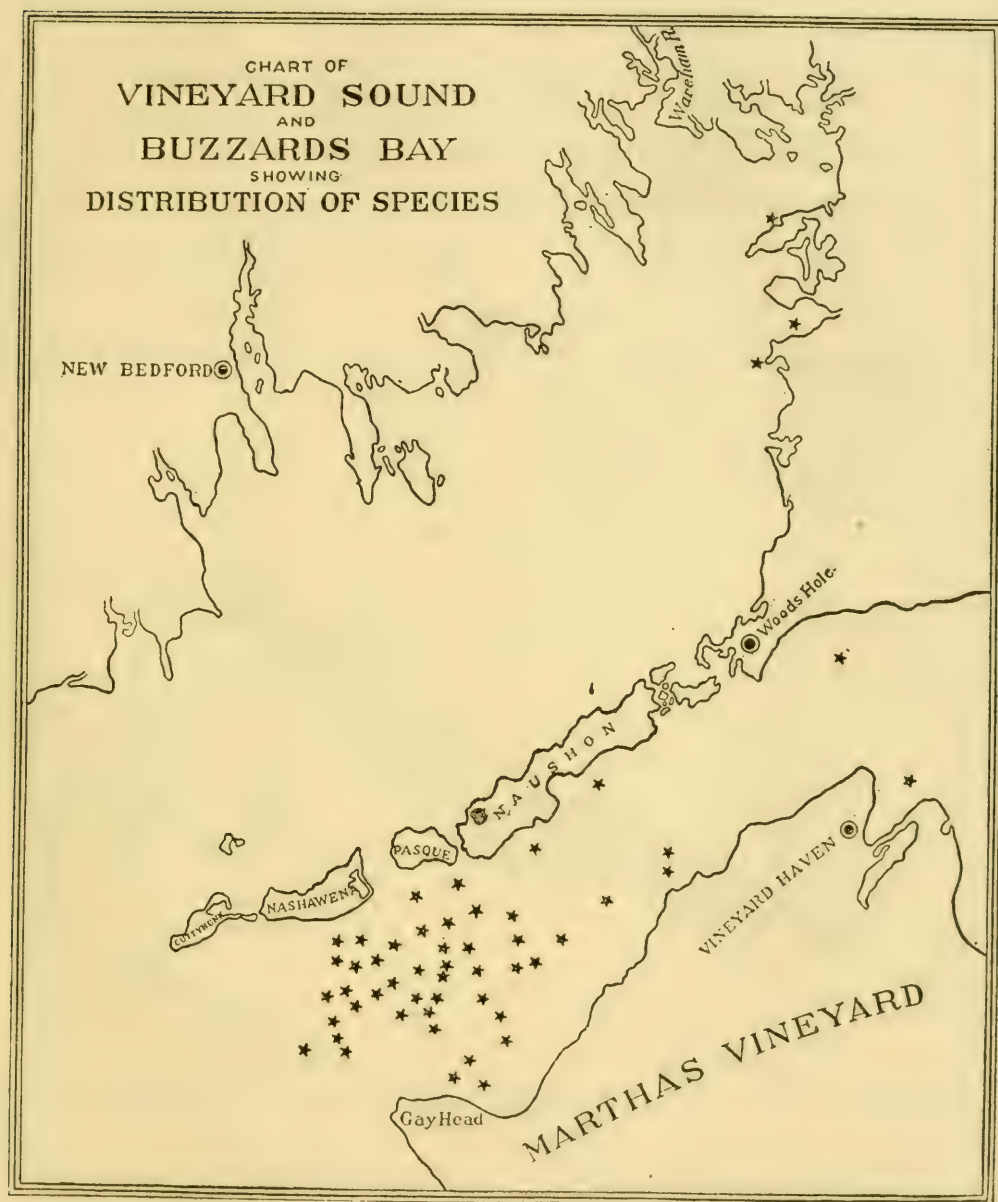 CHART OF
VINEYARD SOUND
AND
BUZZARDS BAY
SHOWING
DISTRIBUTION OF SPECIES
Wareham R.
NEW BEDFORD
Woods Hole.
NAUSHON
PASQUE
NASHAWENA
CUTTYHUNK
VINEYARD HAVEN
MARTHAS VINEYARD
Gay Head